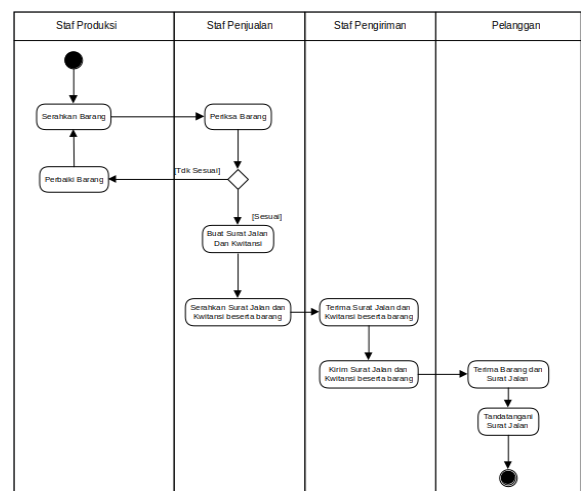 Staf Produksi
Staf Penjualan
Staf Pengiriman
Pelanggan
Serahkan Barang
Periksa Barang
[Tdk Sesuai]
Perbaiki Barang
[Sesuai]
Buat Surat Jalan
Dan Kwitansi
Serahkan Surat Jalan dan
Kwitansi beserta barang
Terima Surat Jalan dan
Kwitansi beserta barang
Kirim Surat Jalan dan
Kwitansi beserta barang
Terima Barang dan
Surat Jalan
Tandatangani
Surat Jalan